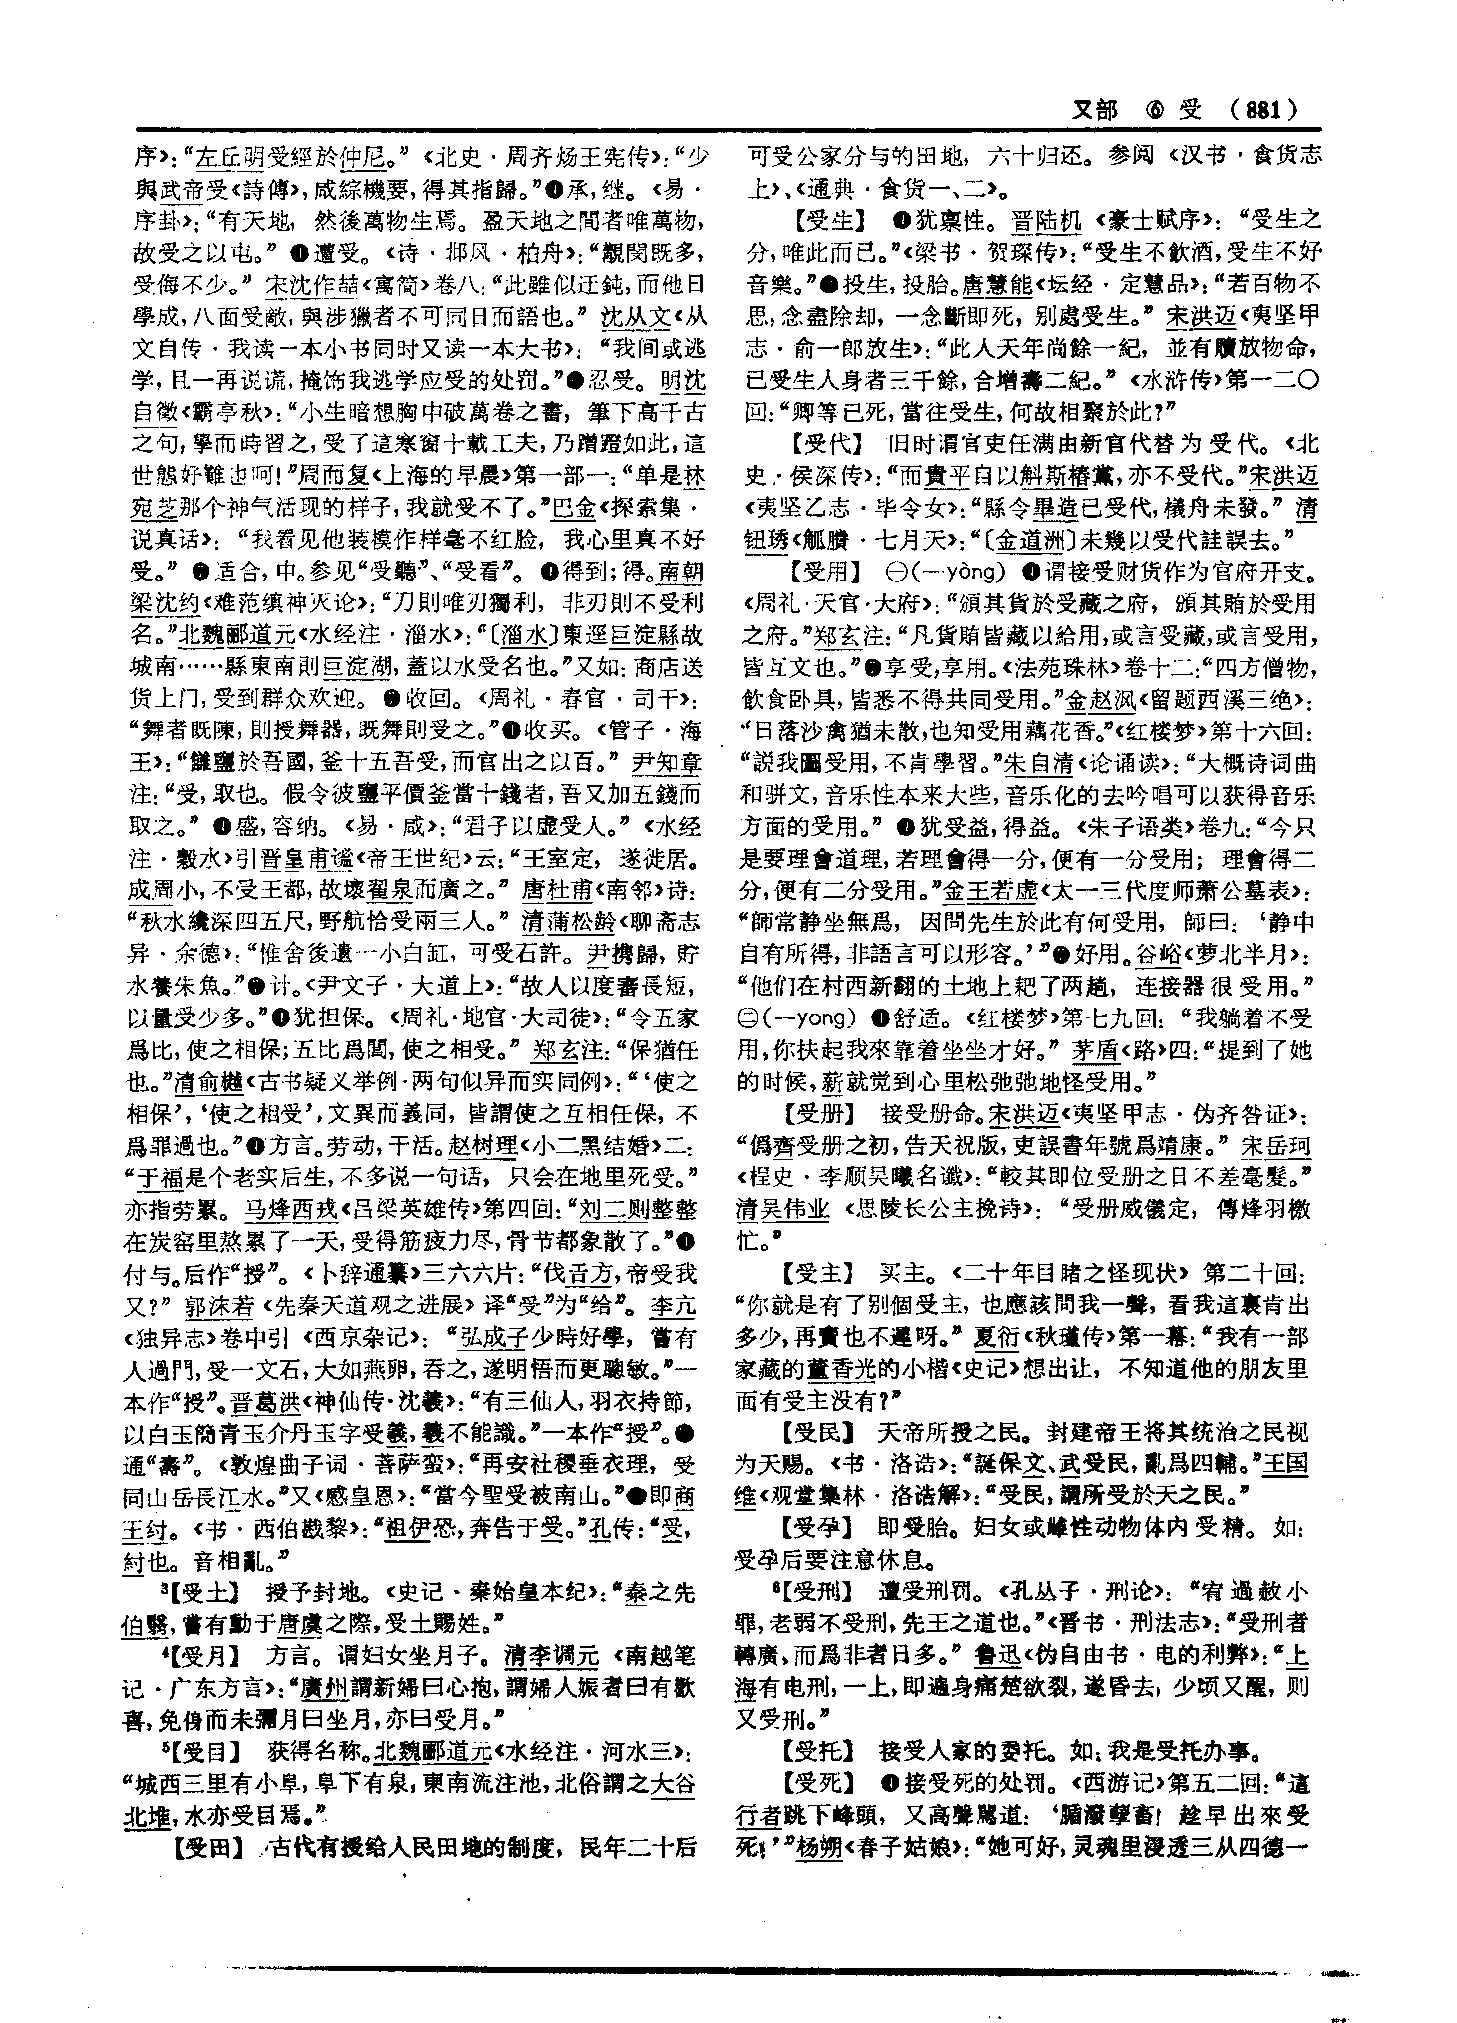 又部 ⑥ 受 (881)
序》：“左丘明受經於仲尼。”《北史·周齐炀王宪传》：“少
與武帝受《詩傳》，咸綜機要，得其指歸。”承，继。《易·
序卦》：“有天地，然後萬物生焉。盈天地之間者唯萬物，
故受之以屯。”遭受。《诗·邶风·柏舟》：“覯閔既多，
受侮不少。”宋沈作喆《寓简》卷八：“此雖似迂鈍，而他日
學成，八面受敵，與涉獵者不可同日而語也。”沈从文《从
文自传·我读一本小书同时又读一本大书》：“我间或逃
学，且一再说谎，掩饰我逃学应受的处罚。”忍受。明沈
自徵《霸亭秋》：“小生暗想胸中破萬卷之書，筆下高千古
之句，學而時習之，受了這寒窗十載工夫，乃蹭蹬如此，這
世態好難也呵！”周而复《上海的早晨》第一部一：“单是林
宛芝那个神气活现的样子，我就受不了。”巴金《探索集·
说真话》：“我看见他装模作样毫不红脸，我心里真不好
受。”适合，中。参见“受聽”、“受看”。得到；得。南朝
梁沈约《难范缜神灭论》：“刀則唯刃獨利，非刃則不受利
名。”北魏郦道元《水经注·淄水》：“〔淄水〕東逕巨淀縣故
城南……縣東南則巨淀湖，蓋以水受名也。”又如：商店送
货上门，受到群众欢迎。收回。《周礼·春官·司干》：
“舞者既陳，則授舞器，既舞則受之。”收买。《管子·海
王》：“讎鹽於吾國，釜十五吾受，而官出之以百。”尹知章
注：“受，取也。假令彼鹽平價釜當十錢者，吾又加五錢而
取之。”盛，容纳。《易·咸》：“君子以虚受人。”《水经
注·穀水》引晋皇甫谧《帝王世纪》云：“王室定，遂徙居。
成周小，不受王都，故壞翟泉而廣之。”唐杜甫《南邻》诗：
“秋水纔深四五尺，野航恰受兩三人。”清蒲松龄《聊斋志
异·余德》：“惟舍後遺一小白缸，可受石許。尹携歸，貯
水養朱魚。”计。《尹文子·大道上》：“故人以度審長短，
以量受少多。”犹担保。《周礼·地官·大司徒》：“令五家
爲比，使之相保；五比爲閭，使之相受。”郑玄注：“保猶任
也。”清俞樾《古书疑义举例·两句似异而实同例》：“‘使之
相保’，‘使之相受’，文異而義同，皆謂使之互相任保，不
爲罪過也。”方言。劳动，干活。赵树理《小二黑结婚》二：
“于福是个老实后生，不多说一句话，只会在地里死受。”
亦指劳累。马烽西戎《吕梁英雄传》第四回：“刘二则整整
在炭窑里熬累了一天，受得筋疲力尽，骨节都象散了。”
付与。后作“授”。《卜辞通纂》三六六片：“伐𢀛方，帝受我
又？”郭沫若《先秦天道观之进展》译“受”为“给”。李亢
《独异志》卷中引《西京杂记》：“弘成子少時好學，嘗有
人過門，受一文石，大如燕卵，吞之，遂明悟而更聰敏。”一
本作“授”。晋葛洪《神仙传·沈羲》：“有三仙人，羽衣持節，
以白玉簡青玉介丹玉字受羲，羲不能識。”一本作“授”。
通“壽”。《敦煌曲子词·菩萨蛮》：“再安社稷垂衣理，受
同山岳長江水。”又《感皇恩》：“當今聖受被南山。”即商
王纣。《书·西伯戡黎》：“祖伊恐，奔告于受。”孔传：“受，
紂也。音相亂。”
³【受土】 授予封地。《史记·秦始皇本纪》：“秦之先
伯翳，嘗有勳于唐虞之際，受土賜姓。”
⁴【受月】 方言。谓妇女坐月子。清李调元《南越笔
记·广东方言》：“廣州謂新婦曰心抱，謂婦人娠者曰有歡
喜，免身而未彌月曰坐月，亦曰受月。”
⁵【受目】 获得名称。北魏郦道元《水经注·河水三》：
“城西三里有小阜，阜下有泉，東南流注池，北俗謂之大谷
北堆，水亦受目焉。”
【受田】 古代有授给人民田地的制度，民年二十后
可受公家分与的田地，六十归还。参阅《汉书·食货志
上》、《通典·食货一、二》。
【受生】 ❶犹禀性。晋陆机《豪士赋序》：“受生之
分，唯此而已。”《梁书·贺琛传》：“受生不飲酒，受生不好
音樂。”投生，投胎。唐慧能《坛经·定慧品》：“若百物不
思，念盡除却，一念斷即死，别處受生。”宋洪迈《夷坚甲
志·俞一郎放生》：“此人天年尚餘一紀，並有贖放物命，
已受生人身者三千餘，合增壽二紀。”《水浒传》第一二〇
回：“卿等已死，當往受生，何故相聚於此？”
【受代】 旧时谓官吏任满由新官代替为受代。《北
史·侯深传》：“而貴平自以斛斯椿黨，亦不受代。”宋洪迈
《夷坚乙志·毕令女》：“縣令畢造已受代，檥舟未發。”清
钮琇《觚賸·七月天》：“〔金道洲〕未幾以受代詿誤去。”
【受用】 ㊀(—yòng) ❶谓接受财货作为官府开支。
《周礼·天官·大府》：“頒其貨於受藏之府，頒其賄於受用
之府。”郑玄注：“凡貨賄皆藏以給用，或言受藏，或言受用，
皆互文也。”享受；享用。《法苑珠林》卷十二：“四方僧物，
飲食卧具，皆悉不得共同受用。”金赵沨《留题西溪三绝》：
“日落沙禽猶未散，也知受用藕花香。”《红楼梦》第十六回：
“説我圖受用，不肯學習。”朱自清《论诵读》：“大概诗词曲
和骈文，音乐性本来大些，音乐化的去吟唱可以获得音乐
方面的受用。”犹受益，得益。《朱子语类》卷九：“今只
是要理會道理，若理會得一分，便有一分受用；理會得二
分，便有二分受用。”金王若虚《太一三代度师萧公墓表》：
“師常静坐無爲，因問先生於此有何受用，師曰：‘静中
自有所得，非語言可以形容。’”好用。谷峪《萝北半月》：
“他们在村西新翻的土地上耙了两趟，连接器很受用。”
㊁(—yong) ❶舒适。《红楼梦》第七九回：“我躺着不受
用，你扶起我來靠着坐坐才好。”茅盾《路》四：“提到了她
的时候，薪就觉到心里松弛弛地怪受用。”
【受册】 接受册命。宋洪迈《夷坚甲志·伪齐咎证》：
“僞齊受册之初，告天祝版，吏誤書年號爲靖康。”宋岳珂
《桯史·李顺吴曦名谶》：“較其即位受册之日不差毫髮。”
清吴伟业《思陵长公主挽诗》：“受册威儀定，傳烽羽檄
忙。”
【受主】 买主。《二十年目睹之怪现状》第二十回：
“你就是有了别個受主，也應該問我一聲，看我這裏肯出
多少，再賣也不遲呀。”夏衍《秋瑾传》第一幕：“我有一部
家藏的董香光的小楷《史记》想出让，不知道他的朋友里
面有受主没有？”
【受民】 天帝所授之民。封建帝王将其统治之民视
为天赐。《书·洛诰》：“誕保文、武受民，亂爲四輔。”王国
维《观堂集林·洛诰解》：“受民，謂所受於天之民。”
【受孕】 即受胎。妇女或雌性动物体内受精。如：
受孕后要注意休息。
⁶【受刑】 遭受刑罚。《孔丛子·刑论》：“宥過赦小
罪，老弱不受刑，先王之道也。”《晋书·刑法志》：“受刑者
轉廣，而爲非者日多。”鲁迅《伪自由书·电的利弊》：“上
海有电刑，一上，即遍身痛楚欲裂，遂昏去，少顷又醒，则
又受刑。”
【受托】 接受人家的委托。如：我是受托办事。
【受死】 ❶接受死的处罚。《西游记》第五二回：“這
行者跳下峰頭，又高聲駡道：‘腯潑孽畜！趁早出來受
死！’”杨朔《春子姑娘》：“她可好，灵魂里浸透三从四德一